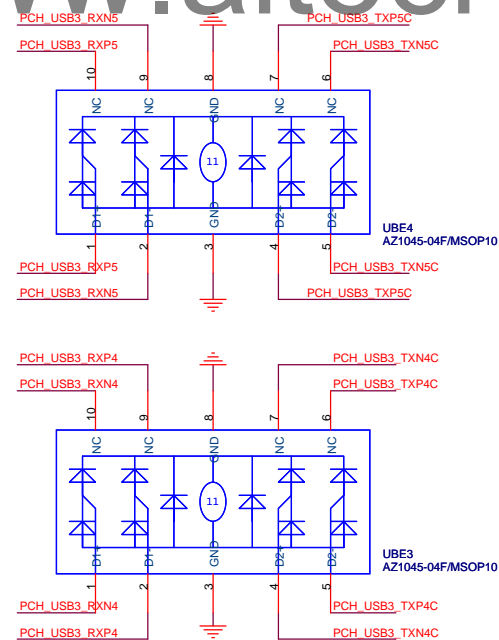 PCH_USB3_RXN5 PCH_USB3_TXP5C
PCH_USB3_RXP5 PCH_USB3_TXN5C
10 9 8 7 6
NC NC GND NC NC
11
D1+ D1- GND D2+ D2-
UBE4
AZ1045-04F/MSOP10
1 2 3 4 5
PCH_USB3_RXP5 PCH_USB3_TXN5C
PCH_USB3_RXN5 PCH_USB3_TXP5C
PCH_USB3_RXP4 PCH_USB3_TXN4C
PCH_USB3_RXN4 PCH_USB3_TXP4C
10 9 8 7 6
NC NC GND NC NC
11
D1+ D1- GND D2+ D2-
UBE3
AZ1045-04F/MSOP10
1 2 3 4 5
PCH_USB3_RXN4 PCH_USB3_TXP4C
PCH_USB3_RXP4 PCH_USB3_TXN4C